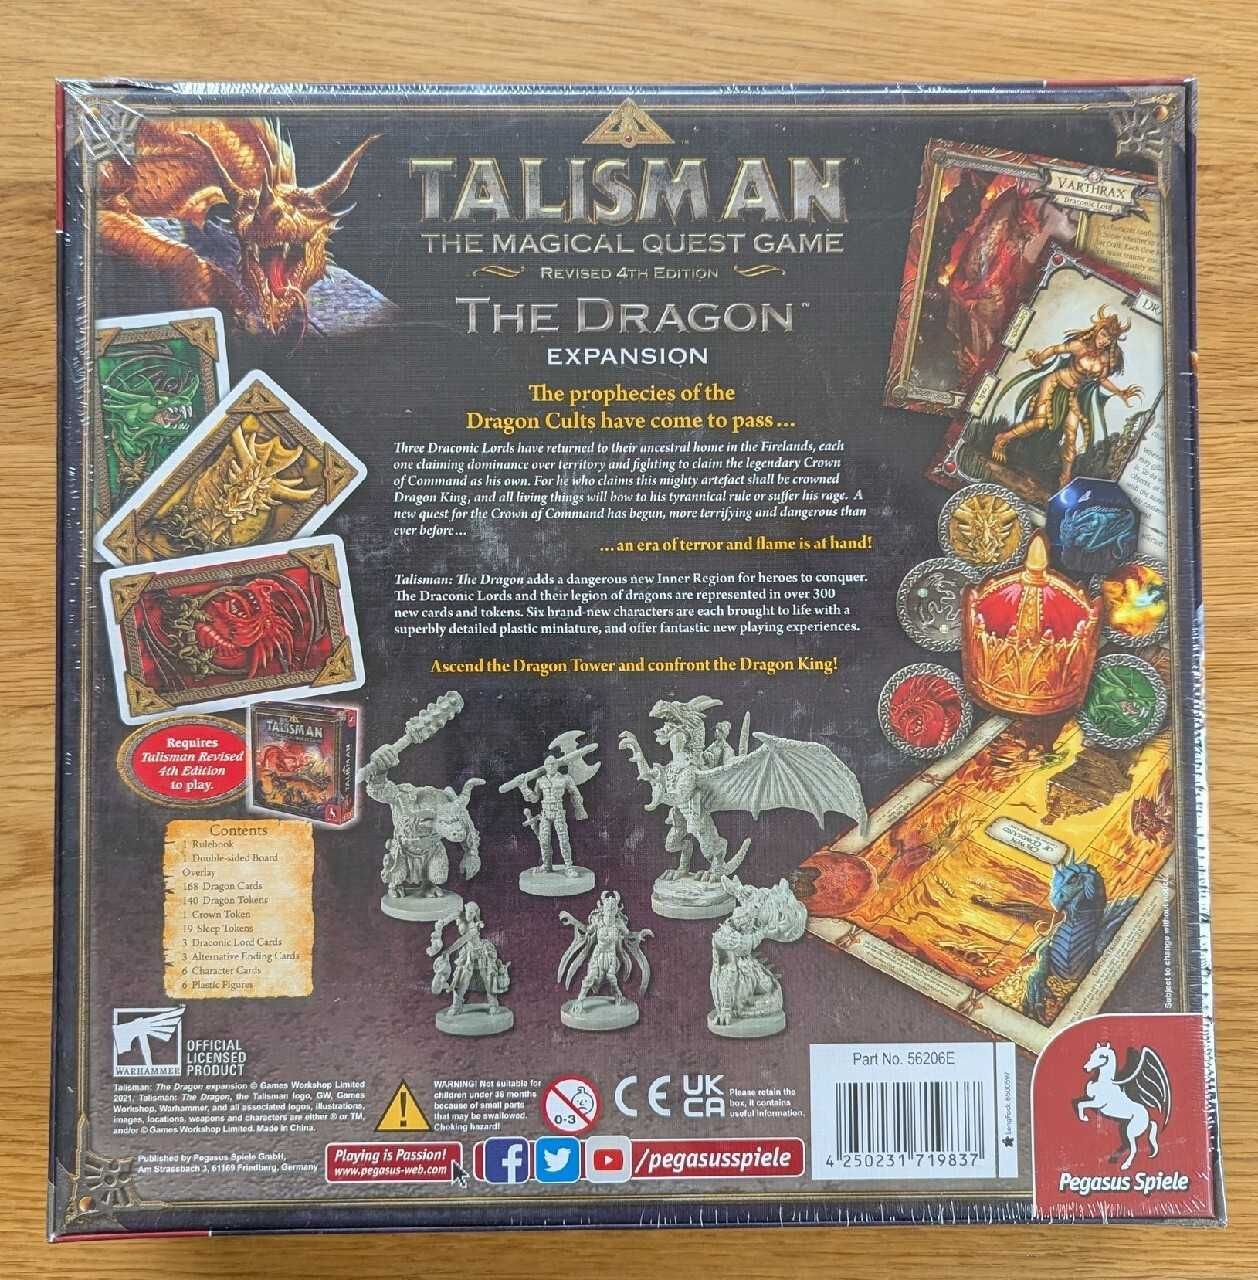 TALISMAN
THE MAGICAL QUEST GAME
REVISED 4TH EDITION
THE DRAGON™
EXPANSION
The prophecies of the
Dragon Cults have come to pass...
Three Draconic Lords have returned to their ancestral home in the Firelands, each
one claiming dominance over territory and fighting to claim the legendary Crown
of Command as his own. For he who claims this mighty artefact shall be crowned
Dragon King, and all living things will bow to his tyrannical rule or suffer his rage. A
new quest for the Crown of Command has begun, more terrifying and dangerous than
ever before...
...an era of terror and flame is at hand!
Talisman: The Dragon adds a dangerous new Inner Region for heroes to conquer.
The Draconic Lords and their legion of dragons are represented in over 300
new cards and tokens. Six brand-new characters are each brought to life with a
superbly detailed plastic miniature, and offer fantastic new playing experiences.
Ascend the Dragon Tower and confront the Dragon King!
VARTHRAX
Draconic Lord
DR
Requires
Talisman Revised
4th Edition
to play.
TALISMAN
TALISMAN
Contents
1 Rulebook
1 Double-sided Board
Overlay
168 Dragon Cards
140 Dragon Tokens
1 Crown Token
19 Sleep Tokens
3 Draconic Lord Cards
3 Alternative Ending Cards
6 Character Cards
6 Plastic Figures
CROWN
OF COMMAND
Subject to change without notice.
WARHAMMER
OFFICIAL
LICENSED
PRODUCT
Talisman: The Dragon expansion © Games Workshop Limited
2021. Talisman: The Dragon, the Talisman logo, GW, Games
Workshop, Warhammer, and all associated logos, illustrations,
images, locations, weapons and characters are either ® or TM,
and/or © Games Workshop Limited. Made in China.
Published by Pegasus Spiele GmbH,
Am Strassbach 3, 61169 Friedberg, Germany
WARNING! Not suitable for
children under 36 months
because of small parts
that may be swallowed.
Choking hazard!
0-3
CE
UK
CA
Please retain the
box, it contains
useful information.
Playing is Passion!
www.pegasus-web.com
/pegasusspiele
Part No. 56206E
4 250231 719837
Pegasus Spiele